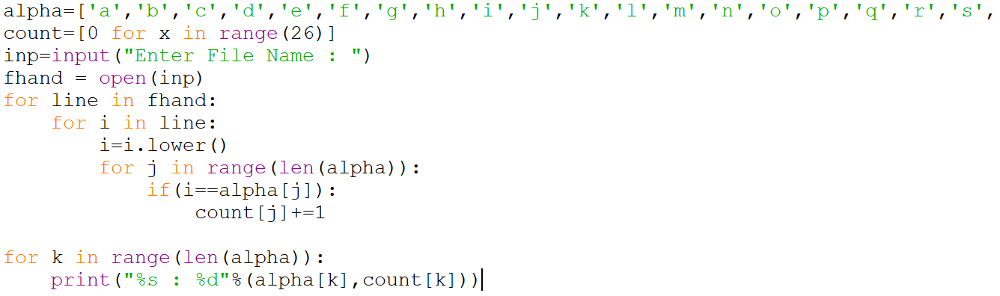 alpha=['a','b','c','d','e','f','g','h','i','j','k','l','m','n','o','p','q','r','s',
count=[0 for x in range(26)]
inp=input("Enter File Name : ")
fhand = open(inp)
for line in fhand:
    for i in line:
        i=i.lower()
        for j in range(len(alpha)):
            if(i==alpha[j]):
                count[j]+=1

for k in range(len(alpha)):
    print("%s : %d"%(alpha[k],count[k]))